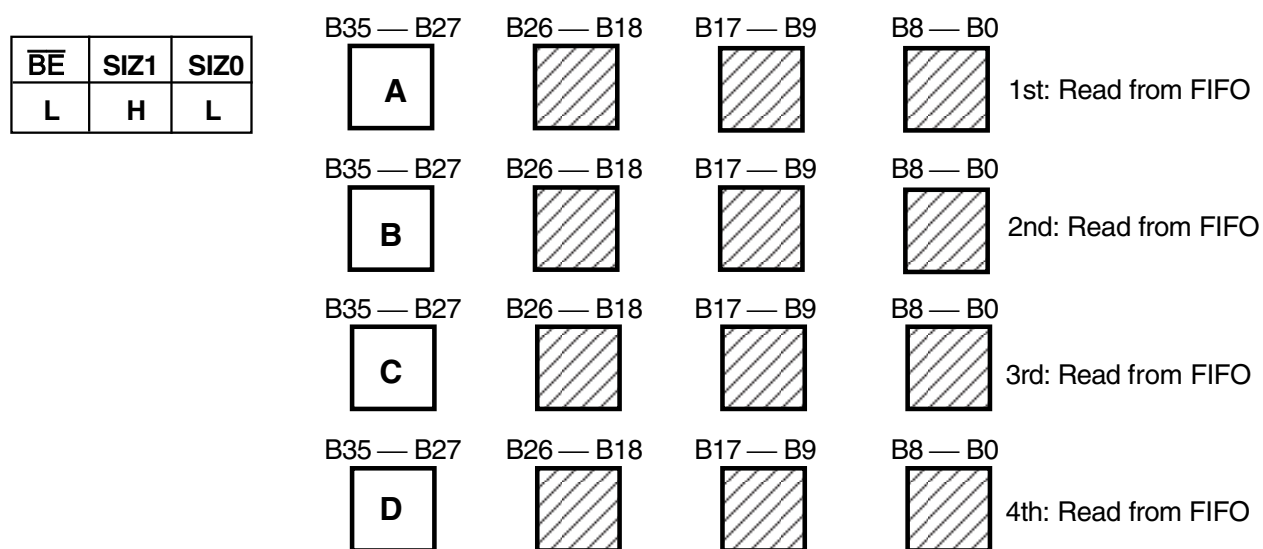 B35 — B27 B26 — B18 B17 — B9 B8 — B0
B̅E̅ SIZ1 SIZ0
L H L
A 1st: Read from FIFO
B35 — B27 B26 — B18 B17 — B9 B8 — B0
B 2nd: Read from FIFO
B35 — B27 B26 — B18 B17 — B9 B8 — B0
C 3rd: Read from FIFO
B35 — B27 B26 — B18 B17 — B9 B8 — B0
D 4th: Read from FIFO